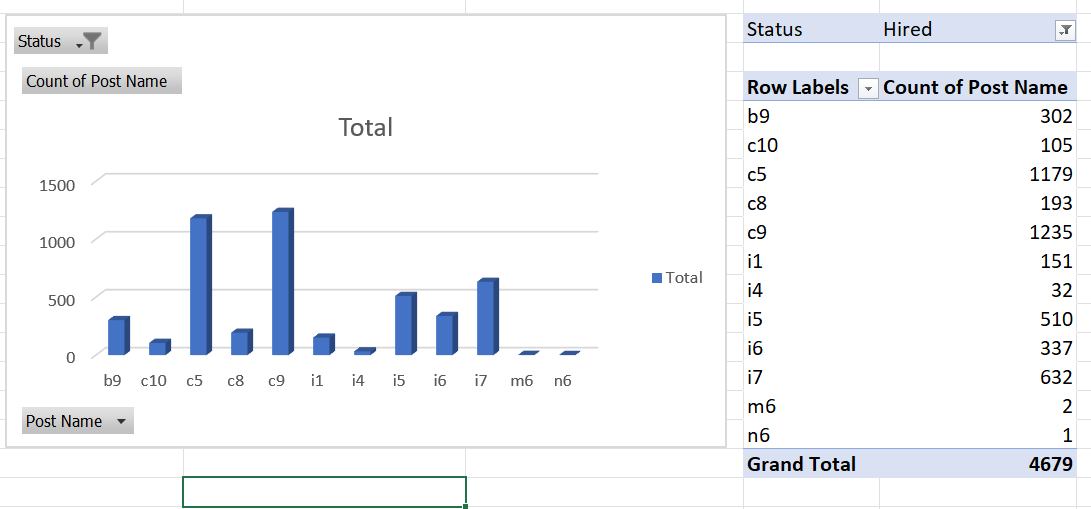 Status
Count of Post Name
Total
1500
1000
500
0
b9 c10 c5 c8 c9 i1 i4 i5 i6 i7 m6 n6
Total
Post Name
Status Hired
Row Labels Count of Post Name
b9 302
c10 105
c5 1179
c8 193
c9 1235
i1 151
i4 32
i5 510
i6 337
i7 632
m6 2
n6 1
Grand Total 4679